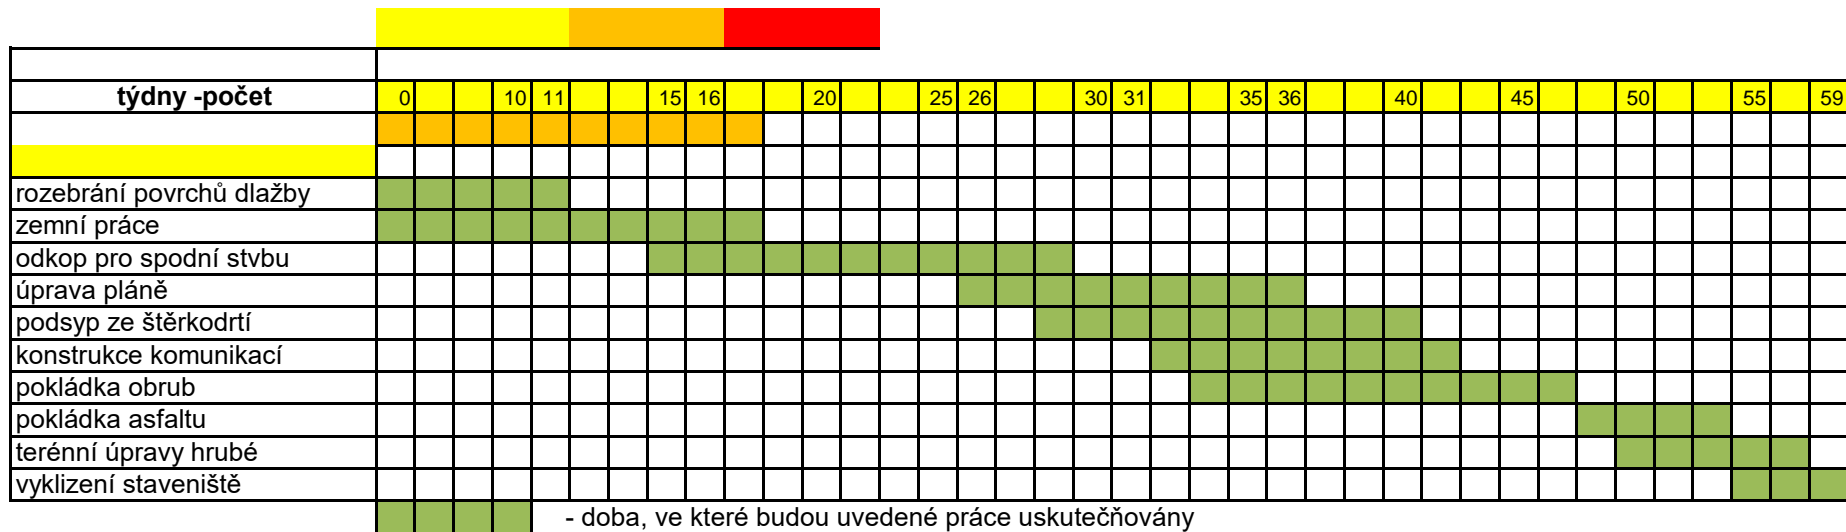 týdny -počet 0 10 11 15 16 20 25 26 30 31 35 36 40 45 50 55 59
rozebrání povrchů dlažby
zemní práce
odkop pro spodní stvbu
úprava pláně
podsyp ze štěrkodrtí
konstrukce komunikací
pokládka obrub
pokládka asfaltu
terénní úpravy hrubé
vyklizení staveniště
- doba, ve které budou uvedené práce uskutečňovány